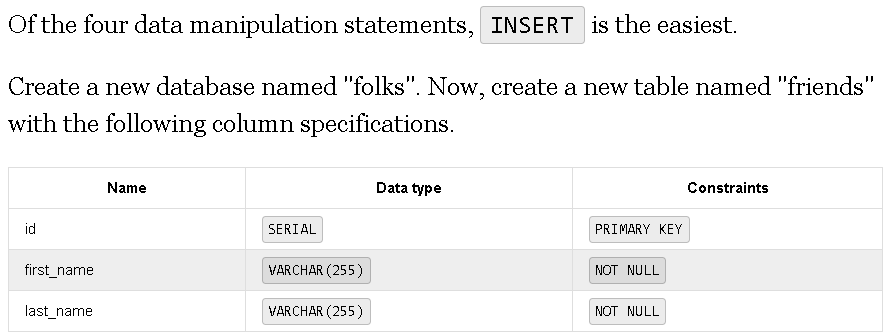 Of the four data manipulation statements, INSERT is the easiest.
Create a new database named "folks". Now, create a new table named "friends"
with the following column specifications.
Name Data type Constraints
id SERIAL PRIMARY KEY
first_name VARCHAR(255) NOT NULL
last_name VARCHAR(255) NOT NULL